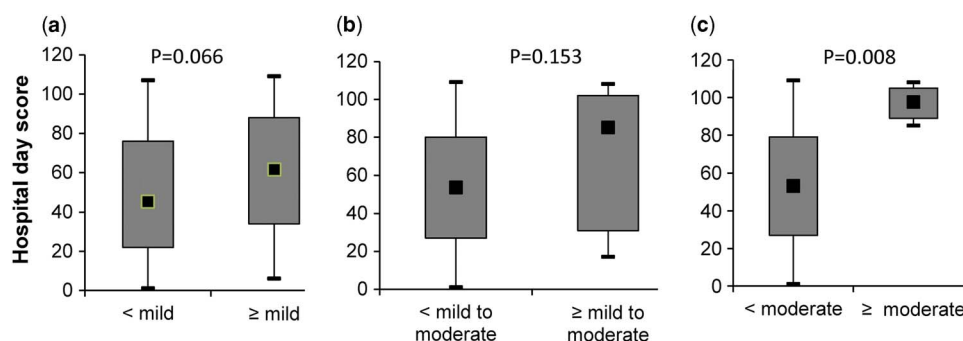 (a)
P=0.066
Hospital day score
120
100
80
60
40
20
0
< mild
≥ mild
(b)
P=0.153
120
100
80
60
40
20
0
< mild to
moderate
≥ mild to
moderate
(c)
P=0.008
120
100
80
60
40
20
0
< moderate
≥ moderate